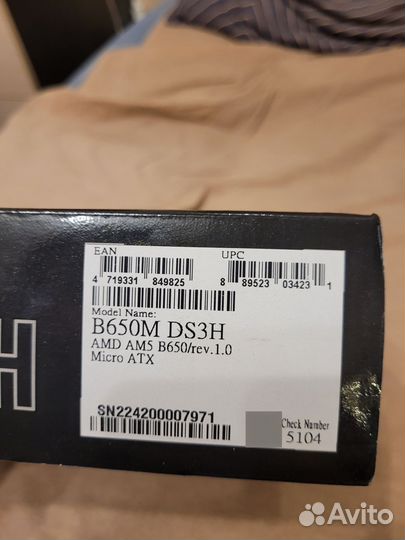 EAN
UPC
4 719331 849825
8 89523 03423 1
Model Name:
B650M DS3H
AMD AM5 B650/rev.1.0
Micro ATX
SN224200007971
Check Number
5104
H
Avito